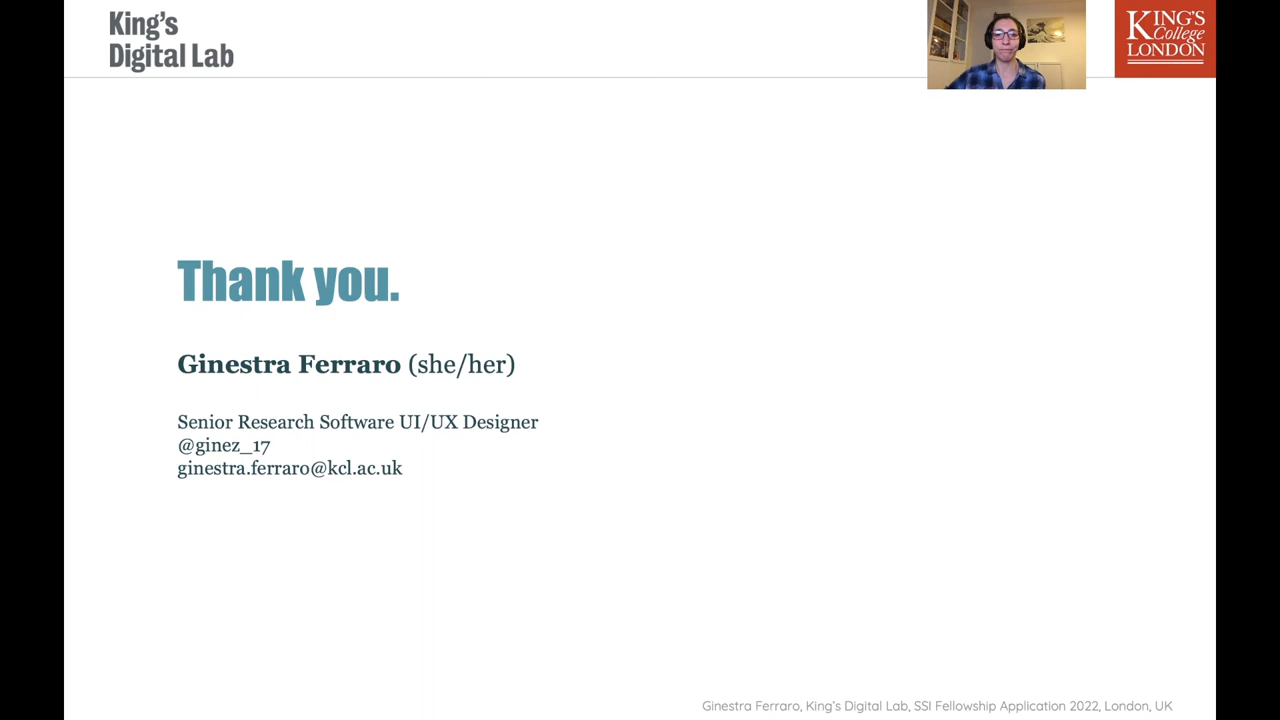 King's
Digital Lab
KING'S
College
LONDON
Thank you.
Ginestra Ferraro (she/her)
Senior Research Software UI/UX Designer
@ginez_17
ginestra.ferraro@kcl.ac.uk
Ginestra Ferraro, King's Digital Lab, SSI Fellowship Application 2022, London, UK